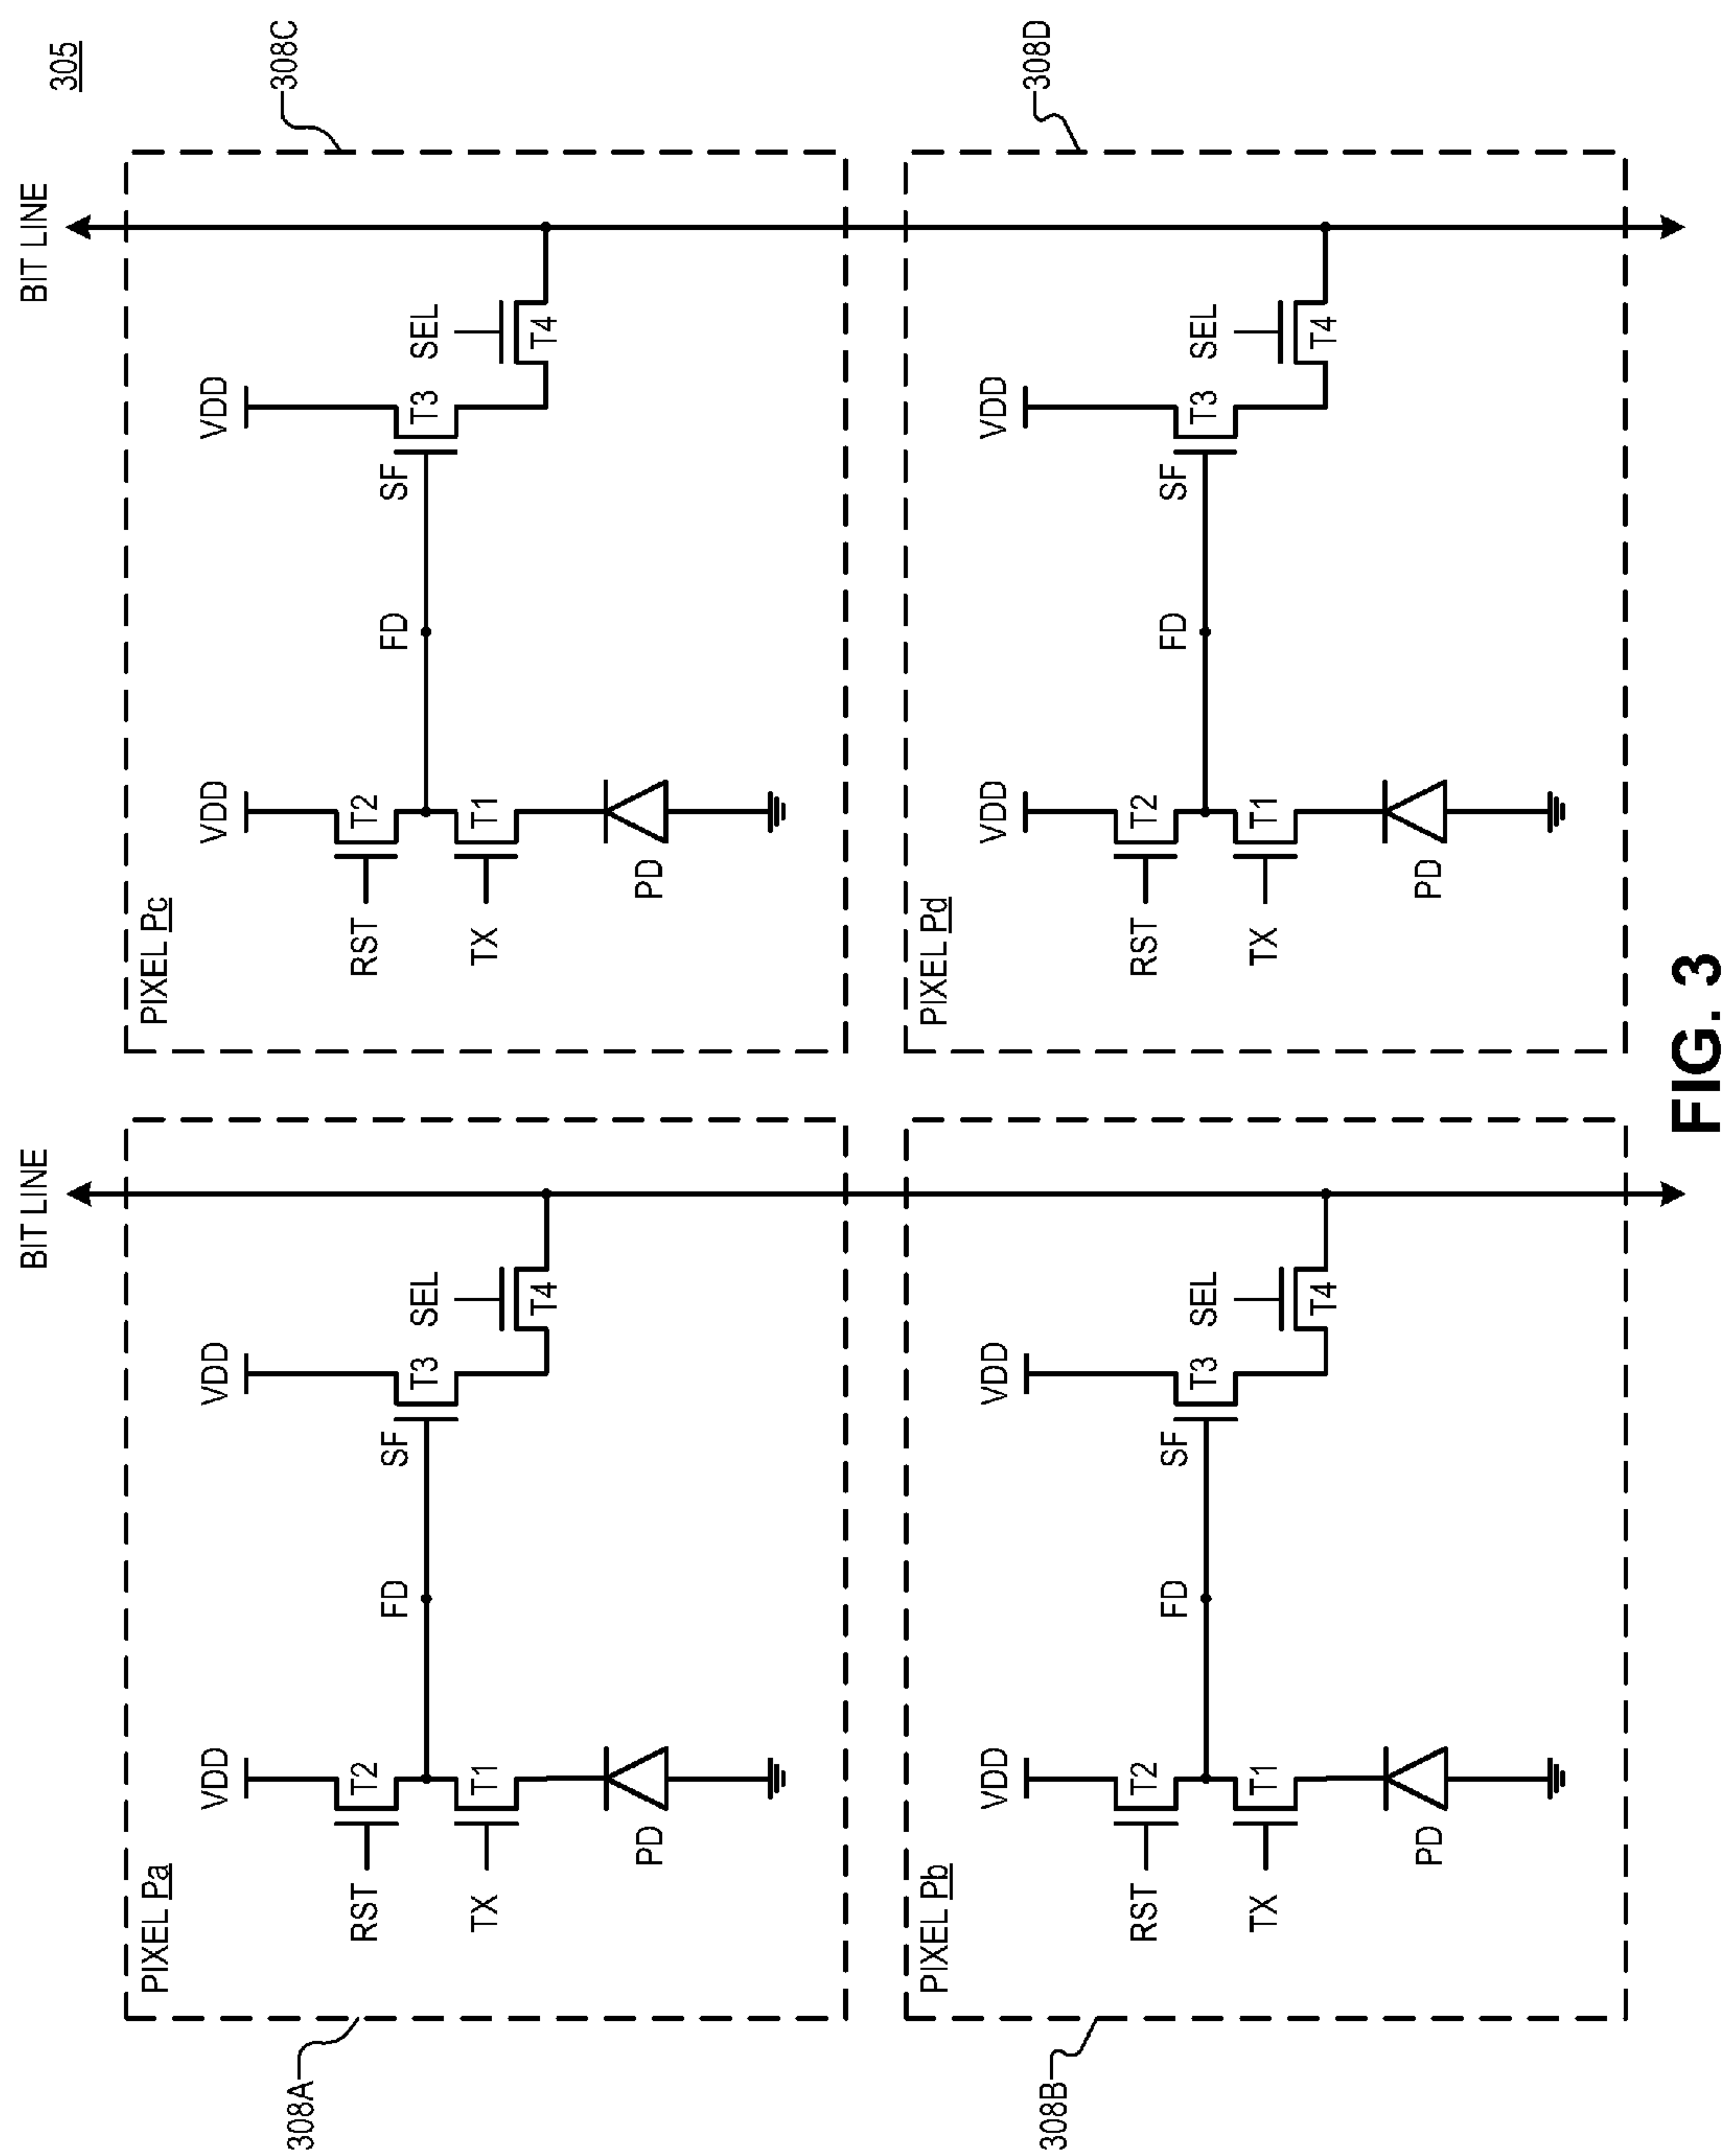 305
BIT LINE
BIT LINE
308A
PIXEL Pa
VDD
VDD
RST
T2
FD
SF
T3
SEL
TX
T1
T4
PD
308C
PIXEL Pc
VDD
VDD
RST
T2
FD
SF
T3
SEL
TX
T1
T4
PD
308B
PIXEL Pb
VDD
VDD
RST
T2
FD
SF
T3
SEL
TX
T1
T4
PD
308D
PIXEL Pd
VDD
VDD
RST
T2
FD
SF
T3
SEL
TX
T1
T4
PD
FIG. 3